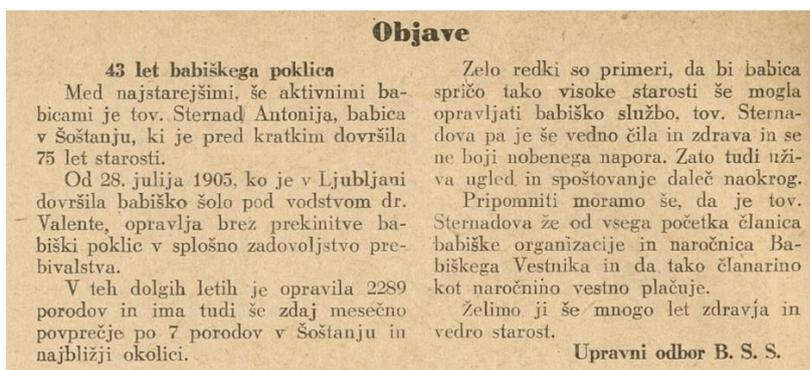 Objave
43 let babiškega poklica
Med najstarejšimi, še aktivnimi ba-
bicami je tov. Sternad Antonija, babica
v Šoštanju, ki je pred kratkim dovršila
75 let starosti.
Od 28. julija 1905, ko je v Ljubljani
dovršila babiško šolo pod vodstvom dr.
Valente, opravlja brez prekinitve ba-
biški poklic v splošno zadovoljstvo pre-
bivalstva.
V teh dolgih letih je opravila 2289
porodov in ima tudi še zdaj mesečno
povprečje po 7 porodov v Šoštanju in
najbližji okolici.
Zelo redki so primeri, da bi babica
spričo tako visoke starosti še mogla
opravljati babiško službo, tov. Sterna-
dova pa je še vedno čila in zdrava in se
ne boji nobenega napora. Zato tudi uži-
va ugled in spoštovanje daleč naokrog.
Pripomniti moramo še, da je tov.
Sternadova že od vsega početka članica
babiške organizacije in naročnica Ba-
biškega Vestnika in da tako članarino
kot naročnino vestno plačuje.
Želimo ji še mnogo let zdravja in
vedro starost.
Upravni odbor B. S. S.